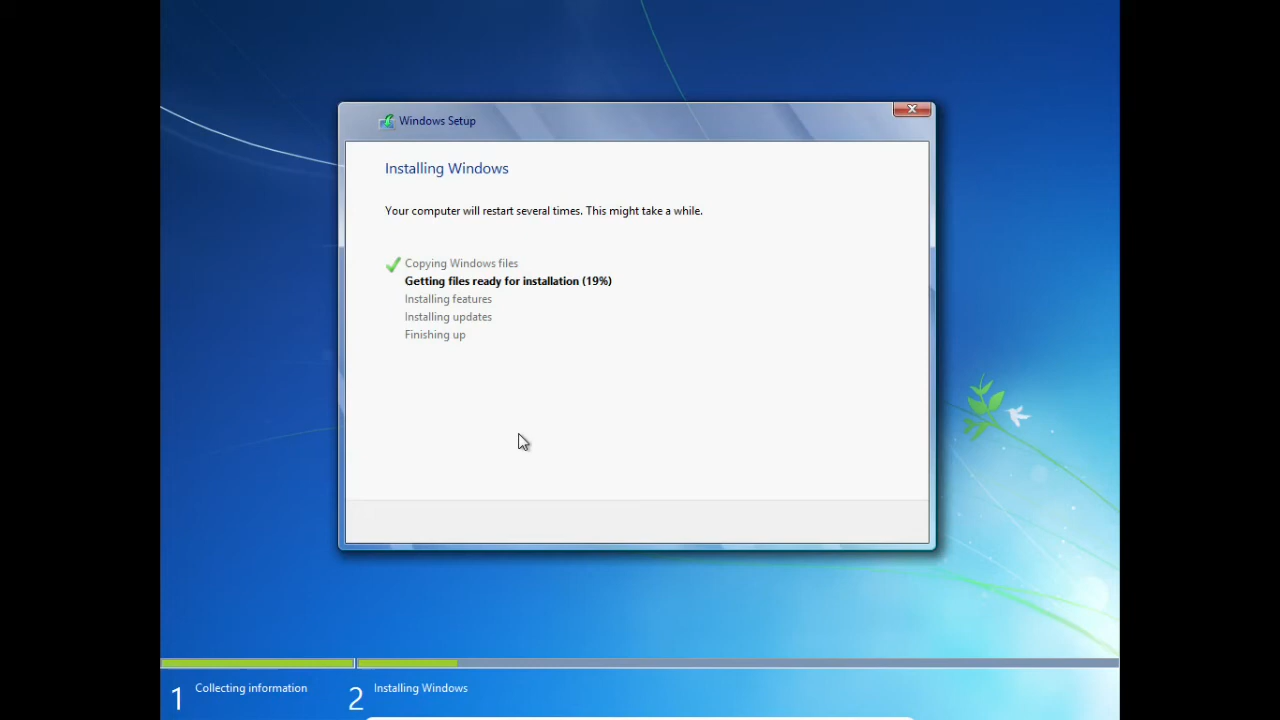 Windows Setup
Installing Windows
Your computer will restart several times. This might take a while.
Copying Windows files
Getting files ready for installation (19%)
Installing features
Installing updates
Finishing up
1 Collecting information 2 Installing Windows